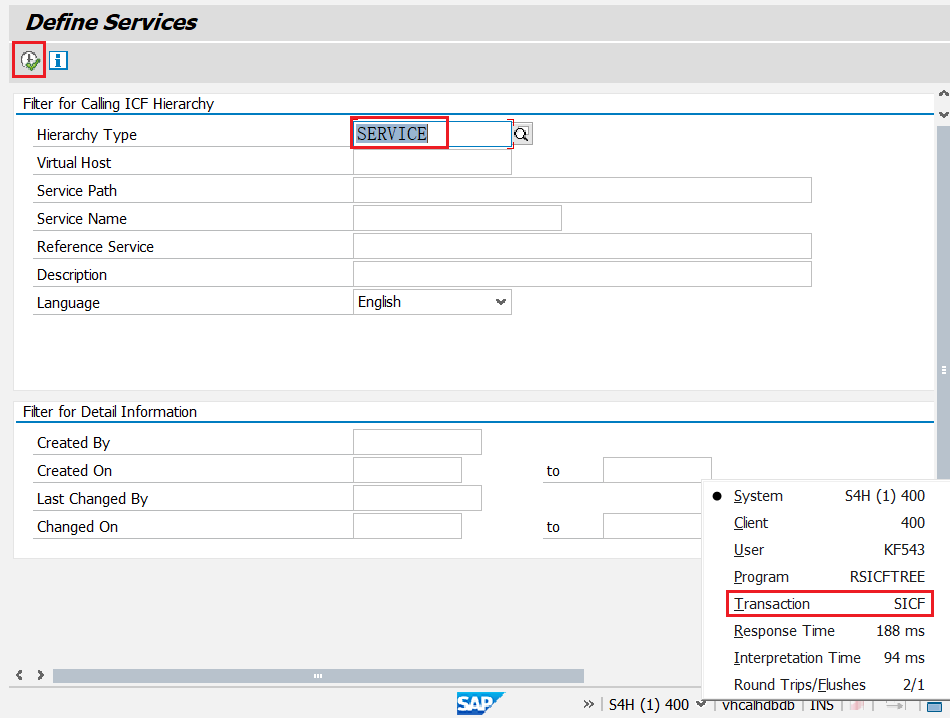 Define Services
Filter for Calling ICF Hierarchy
Hierarchy Type SERVICE
Virtual Host
Service Path
Service Name
Reference Service
Description
Language English
Filter for Detail Information
Created By
Created On to
Last Changed By
Changed On to
System S4H (1) 400
Client 400
User KF543
Program RSICFTREE
Transaction SICF
Response Time 188 ms
Interpretation Time 94 ms
Round Trips/Flushes 2/1
SAP » S4H (1) 400 vhcalhdbdb INS